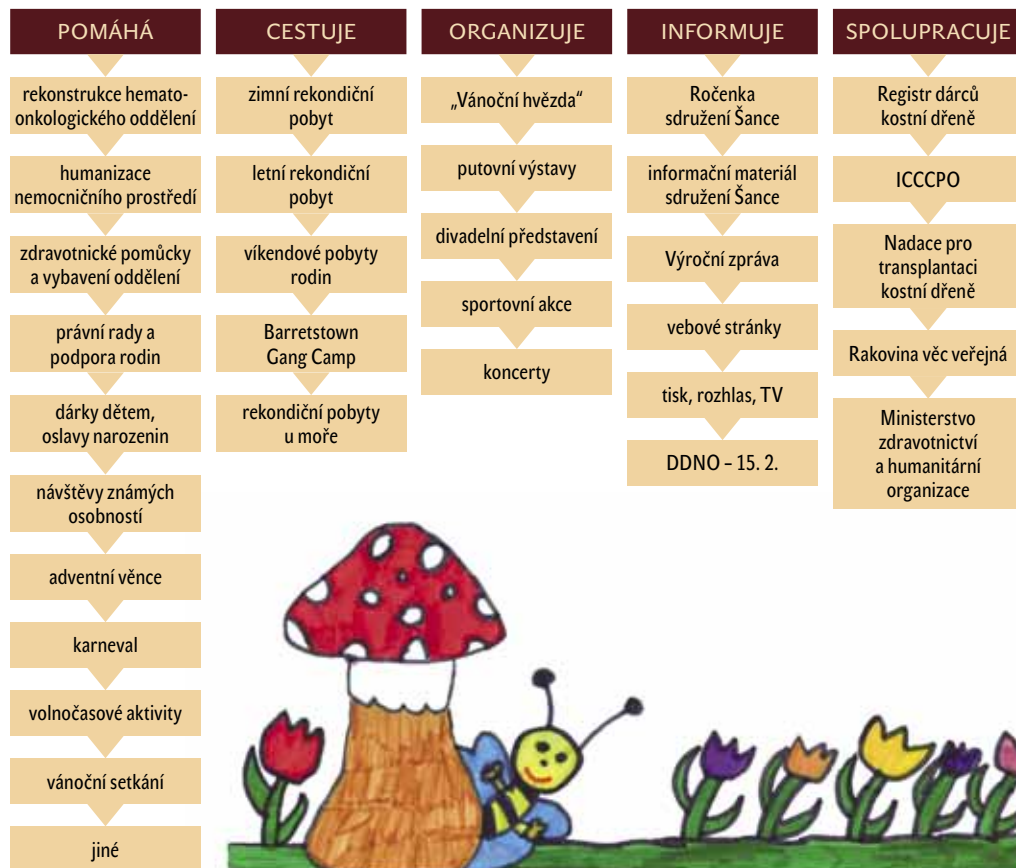 POMÁHÁ
rekonstrukce hemato-
onkologického oddělení
humanizace
nemocničního prostředí
zdravotnické pomůcky
a vybavení oddělení
právní rady a
podpora rodin
dárky dětem,
oslavy narozenin
návštěvy známých
osobností
adventní věnce
karneval
volnočasové aktivity
vánoční setkání
jiné
CESTUJE
zimní rekondiční
pobyt
letní rekondiční
pobyt
víkendové pobyty
rodin
Barretstown
Gang Camp
rekondiční pobyty
u moře
ORGANIZUJE
„Vánoční hvězda“
putovní výstavy
divadelní představení
sportovní akce
koncerty
INFORMUJE
Ročenka
sdružení Šance
informační materiál
sdružení Šance
Výroční zpráva
vebové stránky
tisk, rozhlas, TV
DDNO – 15. 2.
SPOLUPRACUJE
Registr dárců
kostní dřeně
ICCCPO
Nadace pro
transplantaci
kostní dřeně
Rakovina věc veřejná
Ministerstvo
zdravotnictví
a humanitární
organizace